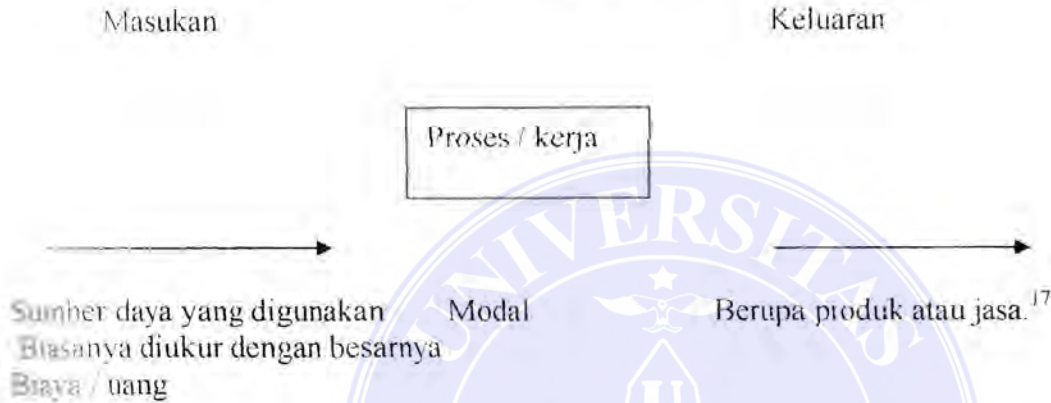 Masukan Keluaran
Proses / kerja
Sumber daya yang digunakan Modal Berupa produk atau jasa.17
Biasanya diukur dengan besarnya
Biaya / uang
UNIVERSITAS